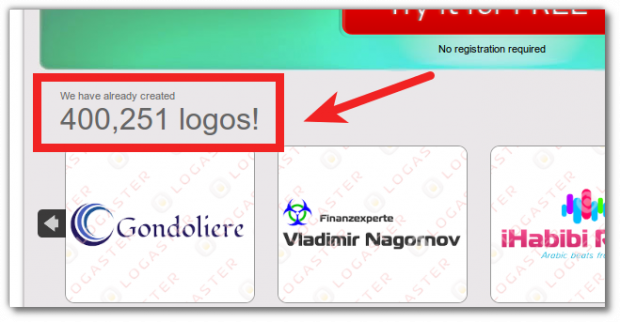 Try it for FREE
No registration required
We have already created
400,251 logos!
Gondoliere
Finanzexperte
Vladimir Nagornov
iHabibi R
Arabic beats fr
LOGASTER
LOGASTER
LOGASTER